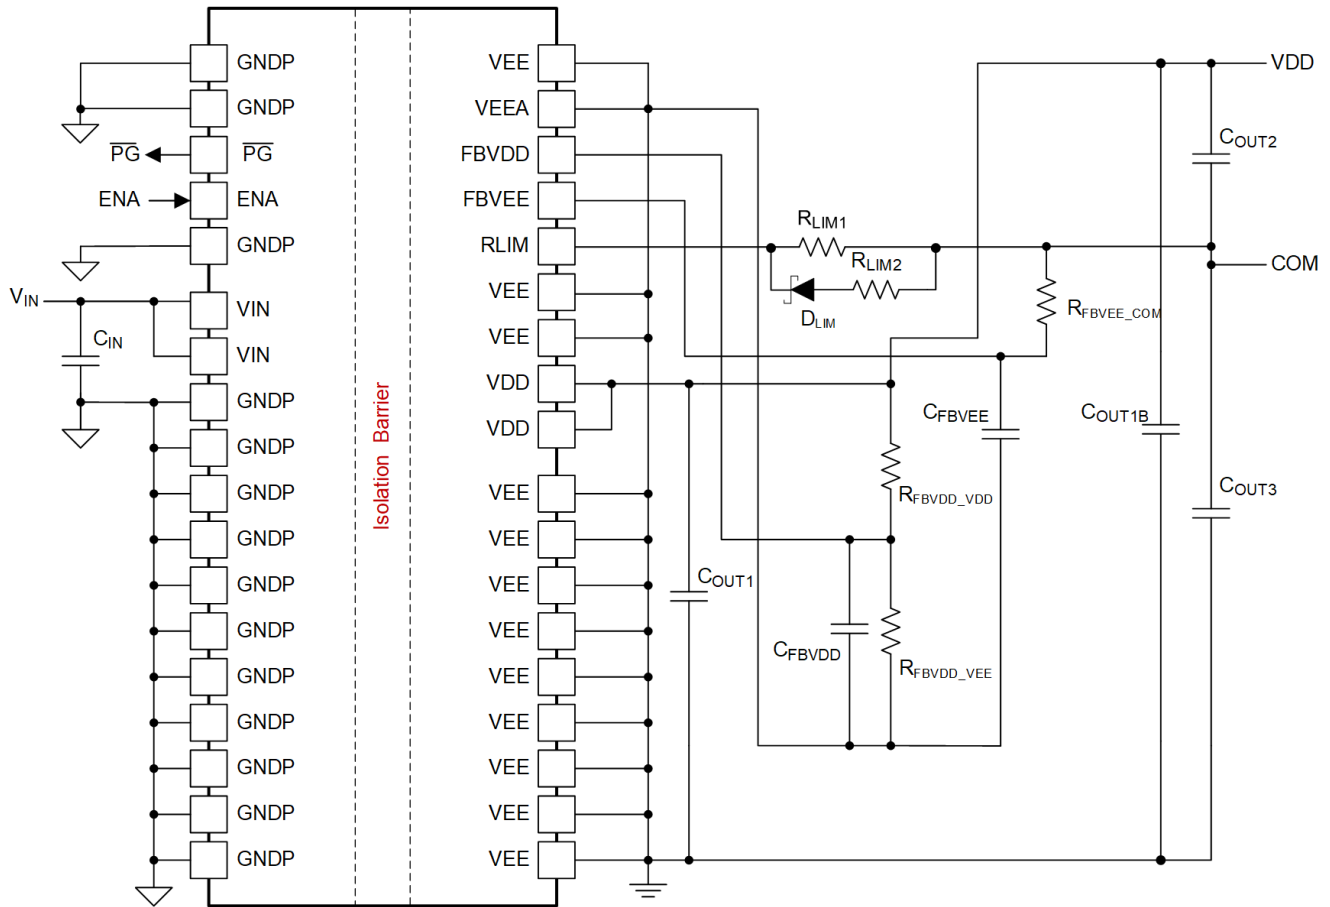 GNDP VEE VDD
GNDP VEEA
PG PG FBVDD COUT2
ENA ENA FBVEE
RLIM1
GNDP RLIM RLIM2 COM
VIN VIN VEE DLIM RFBVEE_COM
CIN
VIN VEE
GNDP VDD
CFBVEE COUT1B
GNDP VDD
Isolation Barrier
GNDP VEE RFBVDD_VDD COUT3
GNDP VEE
GNDP VEE COUT1
GNDP VEE
CFBVDD
GNDP VEE RFBVDD_VEE
GNDP VEE
GNDP VEE
GNDP VEE
GNDP VEE